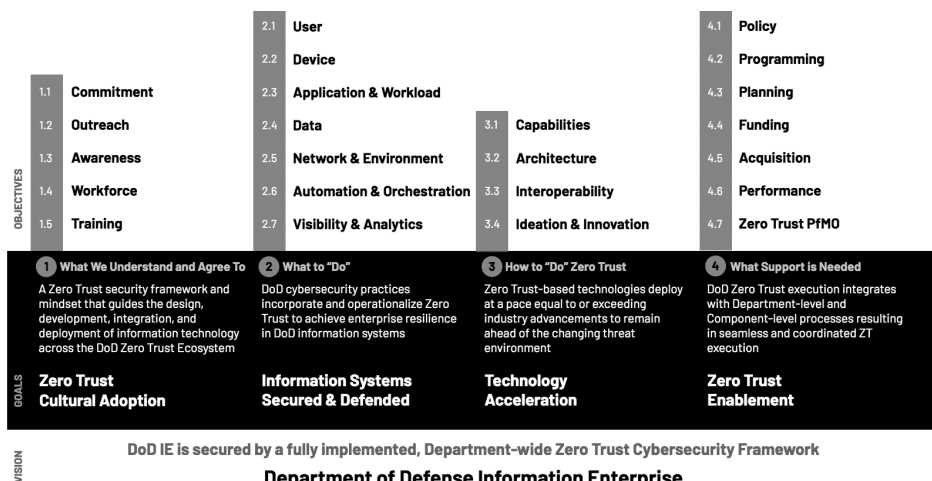 1.1 Commitment
1.2 Outreach
1.3 Awareness
1.4 Workforce
1.5 Training
2.1 User
2.2 Device
2.3 Application & Workload
2.4 Data
2.5 Network & Environment
2.6 Automation & Orchestration
2.7 Visibility & Analytics
3.1 Capabilities
3.2 Architecture
3.3 Interoperability
3.4 Ideation & Innovation
4.1 Policy
4.2 Programming
4.3 Planning
4.4 Funding
4.5 Acquisition
4.6 Performance
4.7 Zero Trust PfMO
OBJECTIVES
1 What We Understand and Agree To
A Zero Trust security framework and
mindset that guides the design,
development, integration, and
deployment of information technology
across the DoD Zero Trust Ecosystem
Zero Trust
Cultural Adoption
2 What to “Do”
DoD cybersecurity practices
incorporate and operationalize Zero
Trust to achieve enterprise resilience
in DoD information systems
Information Systems
Secured & Defended
3 How to “Do” Zero Trust
Zero Trust-based technologies deploy
at a pace equal to or exceeding
industry advancements to remain
ahead of the changing threat
environment
Technology
Acceleration
4 What Support is Needed
DoD Zero Trust execution integrates
with Department-level and
Component-level processes resulting
in seamless and coordinated ZT
execution
Zero Trust
Enablement
GOALS
DoD IE is secured by a fully implemented, Department-wide Zero Trust Cybersecurity Framework
Department of Defense Information Enterprise
VISION